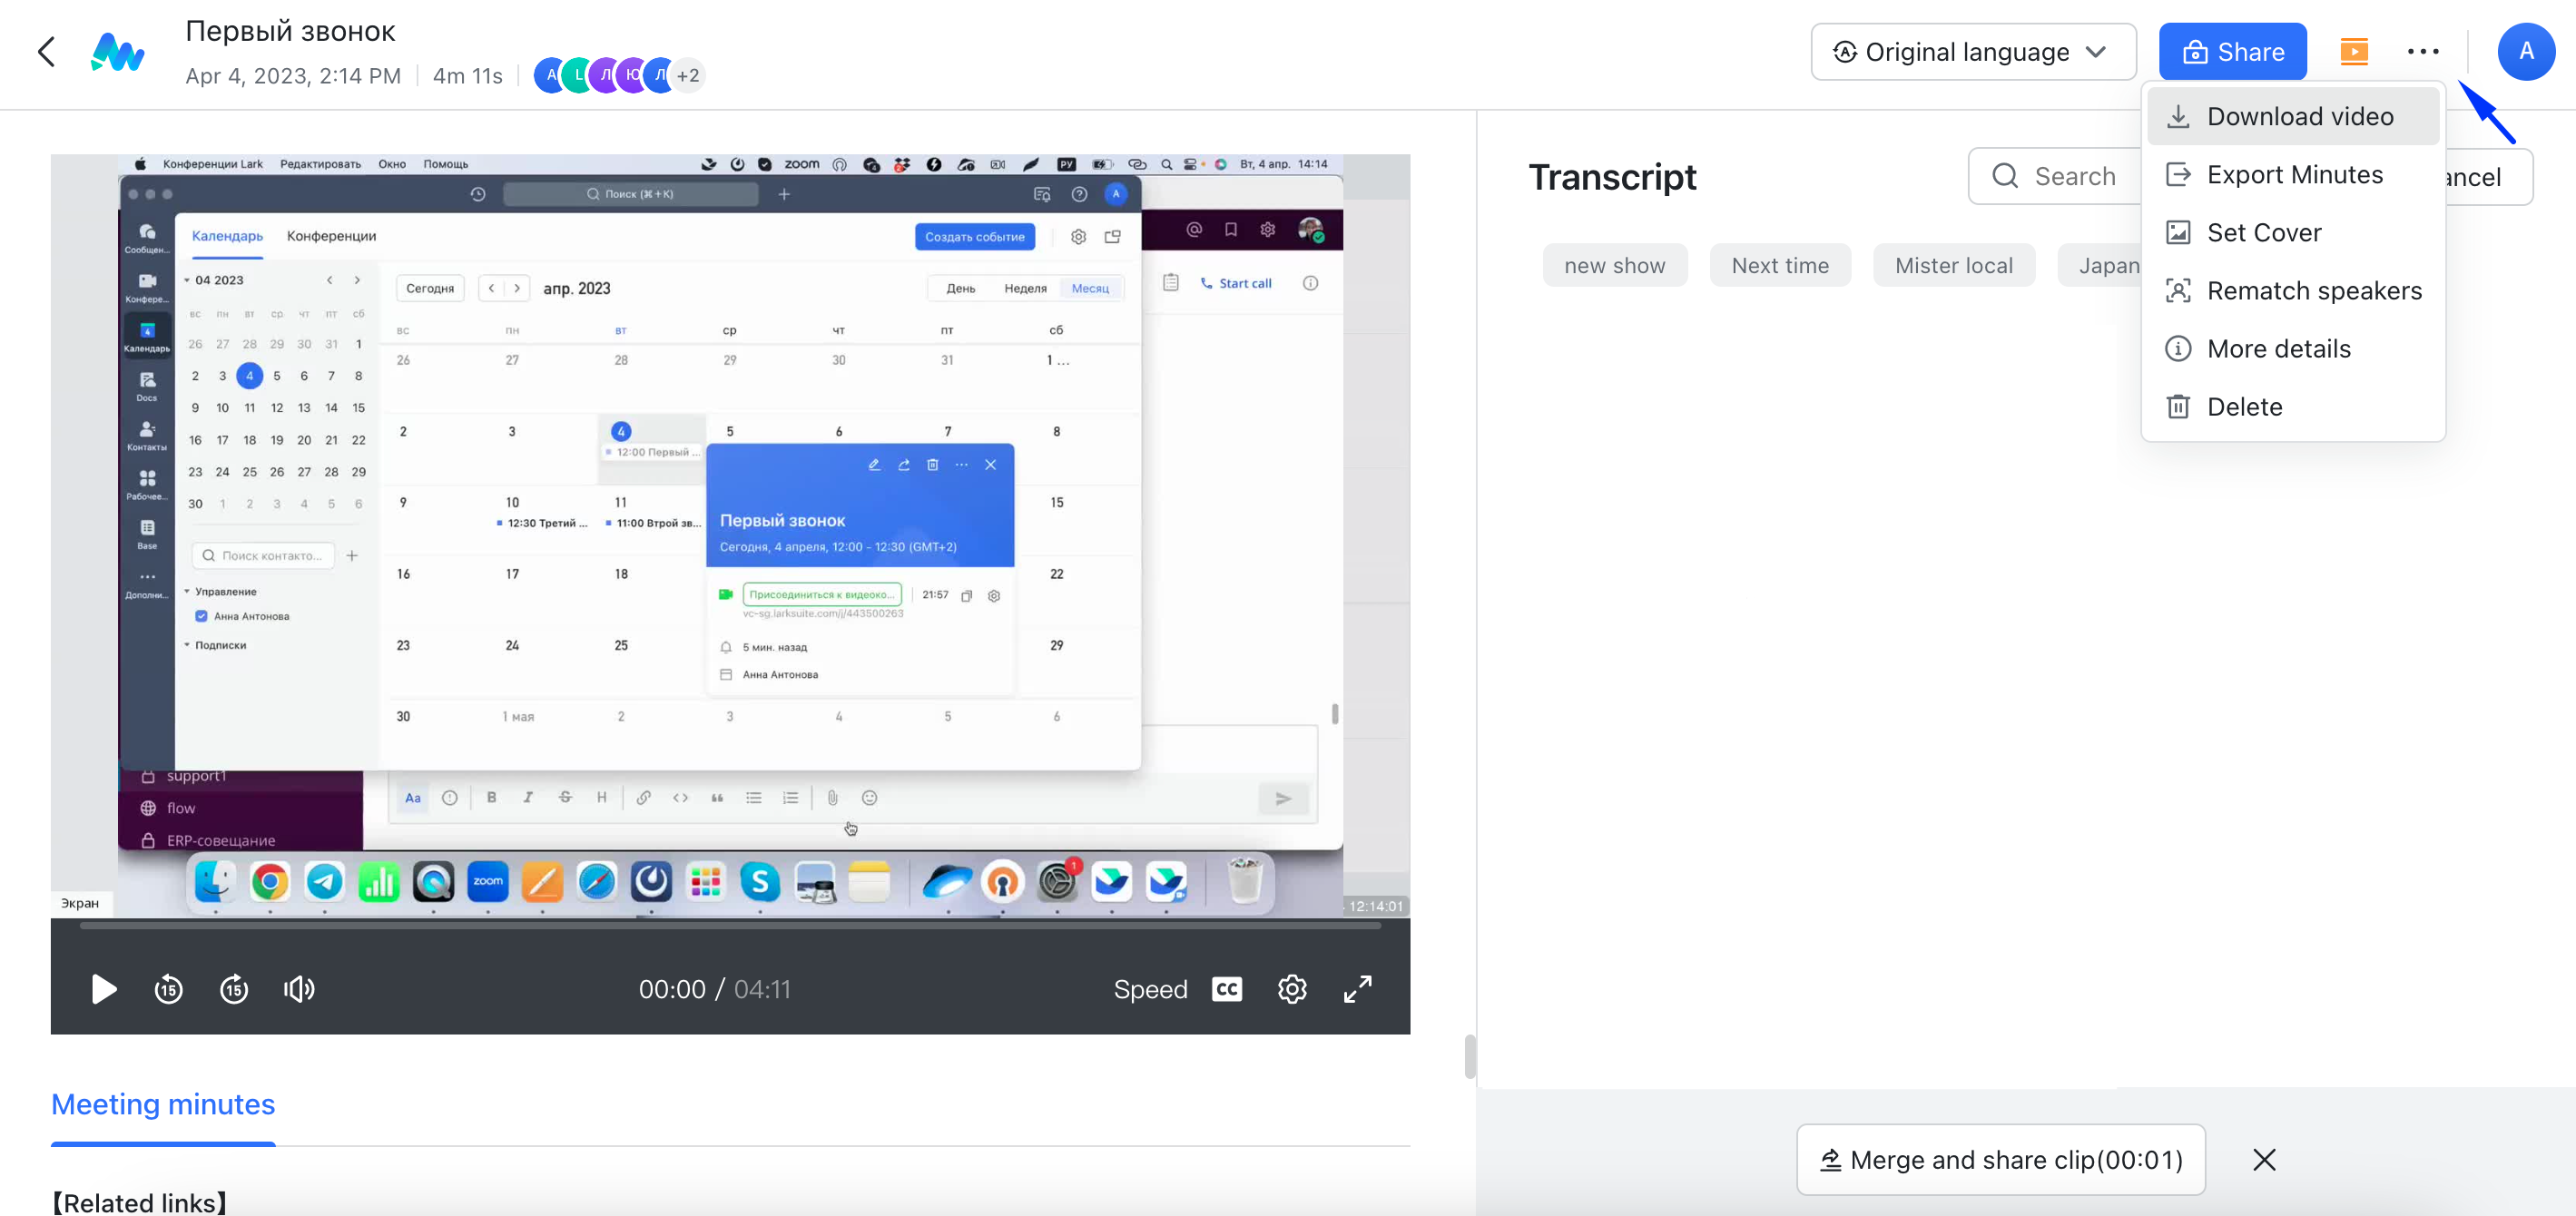 Первый звонок
Apr 4, 2023, 2:14 PM 4m 11s А L Л Ю Л +2
Original language
Share
A
Download video
Export Minutes
Set Cover
Rematch speakers
More details
Delete
Transcript
Search
ancel
new show Next time Mister local Japan
Конференции Lark Редактировать Окно Помощь
zoom РУ Вт, 4 апр. 14:14
Поиск (⌘+K)
A
Сообщен...
Конфере...
4
Календарь
Docs
Контакты
Рабочее...
Base
Дополни...
Календарь Конференции
Создать событие
04 2023
вс пн вт ср чт пт сб
26 27 28 29 30 31 1
2 3 4 5 6 7 8
9 10 11 12 13 14 15
16 17 18 19 20 21 22
23 24 25 26 27 28 29
30 1 2 3 4 5 6
Поиск контакто...
Управление
Анна Антонова
Подписки
Сегодня апр. 2023 День Неделя Месяц
вс пн вт ср чт пт сб
26 27 28 29 30 31 1 ...
2 3 4 5 6 7 8
12:00 Первый ...
9 10 11 15
12:30 Третий ... 11:00 Втрой зв...
16 17 18 22
23 24 25 29
30 1 мая 2 3 4 5 6
Первый звонок
Сегодня, 4 апреля, 12:00 - 12:30 (GMT+2)
Присоединиться к видеоко... 21:57
vc-sg.larksuite.com/j/443500263
5 мин. назад
Анна Антонова
Start call
support1
flow
ERP-совещание
Aa B I S H
zoom S 1
Экран
12:14:01
15 15 00:00 / 04:11 Speed CC
Meeting minutes
【Related links】
Merge and share clip(00:01)